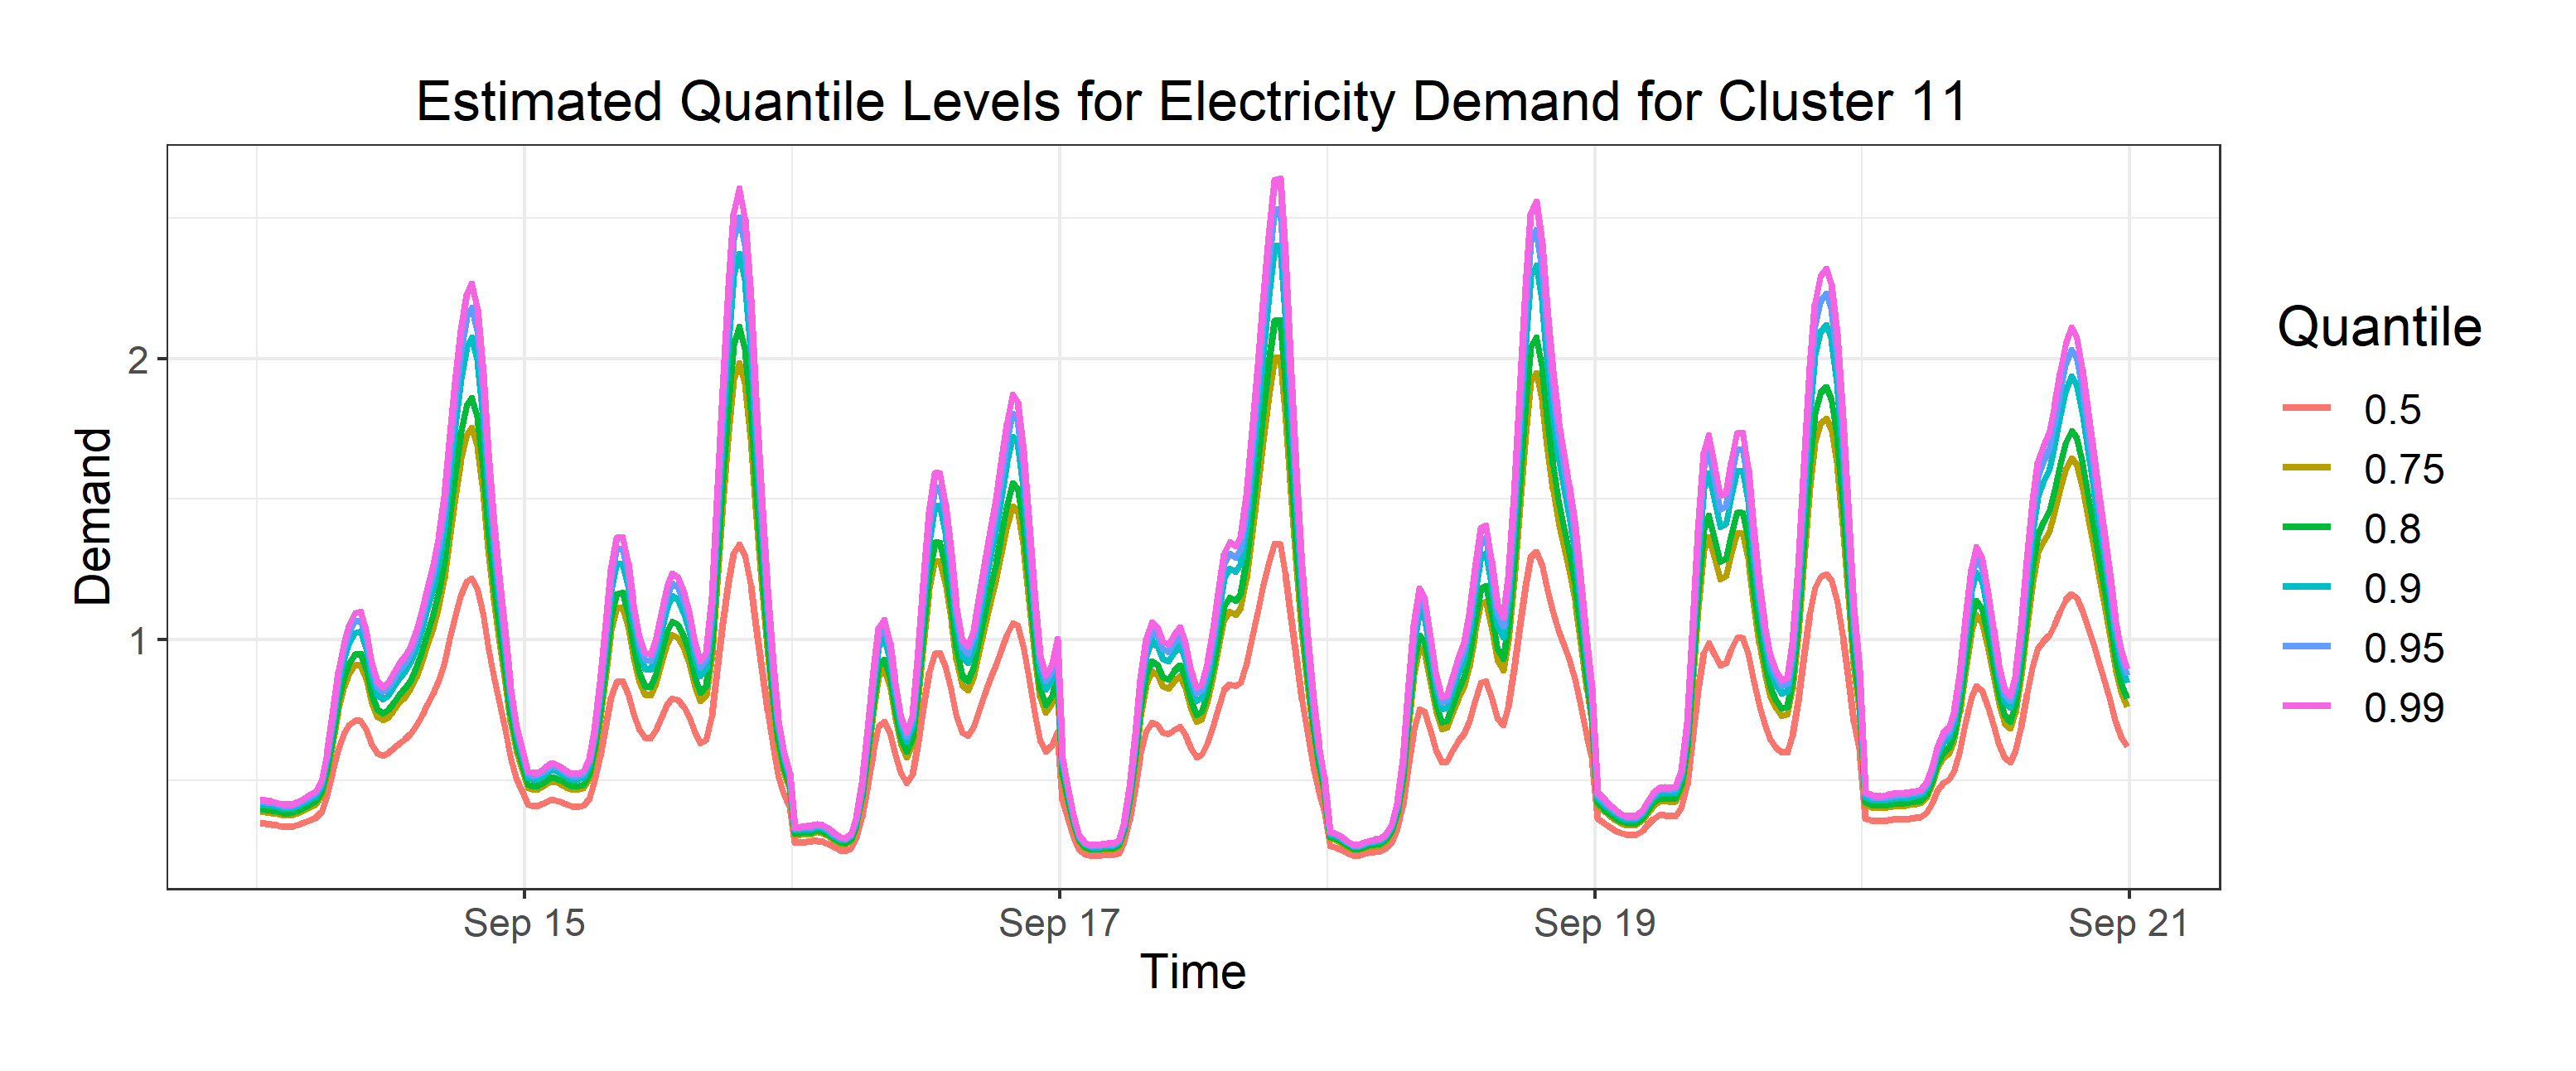 Estimated Quantile Levels for Electricity Demand for Cluster 11
Demand
2
1
Sep 15
Sep 17
Sep 19
Sep 21
Time
Quantile
0.5
0.75
0.8
0.9
0.95
0.99